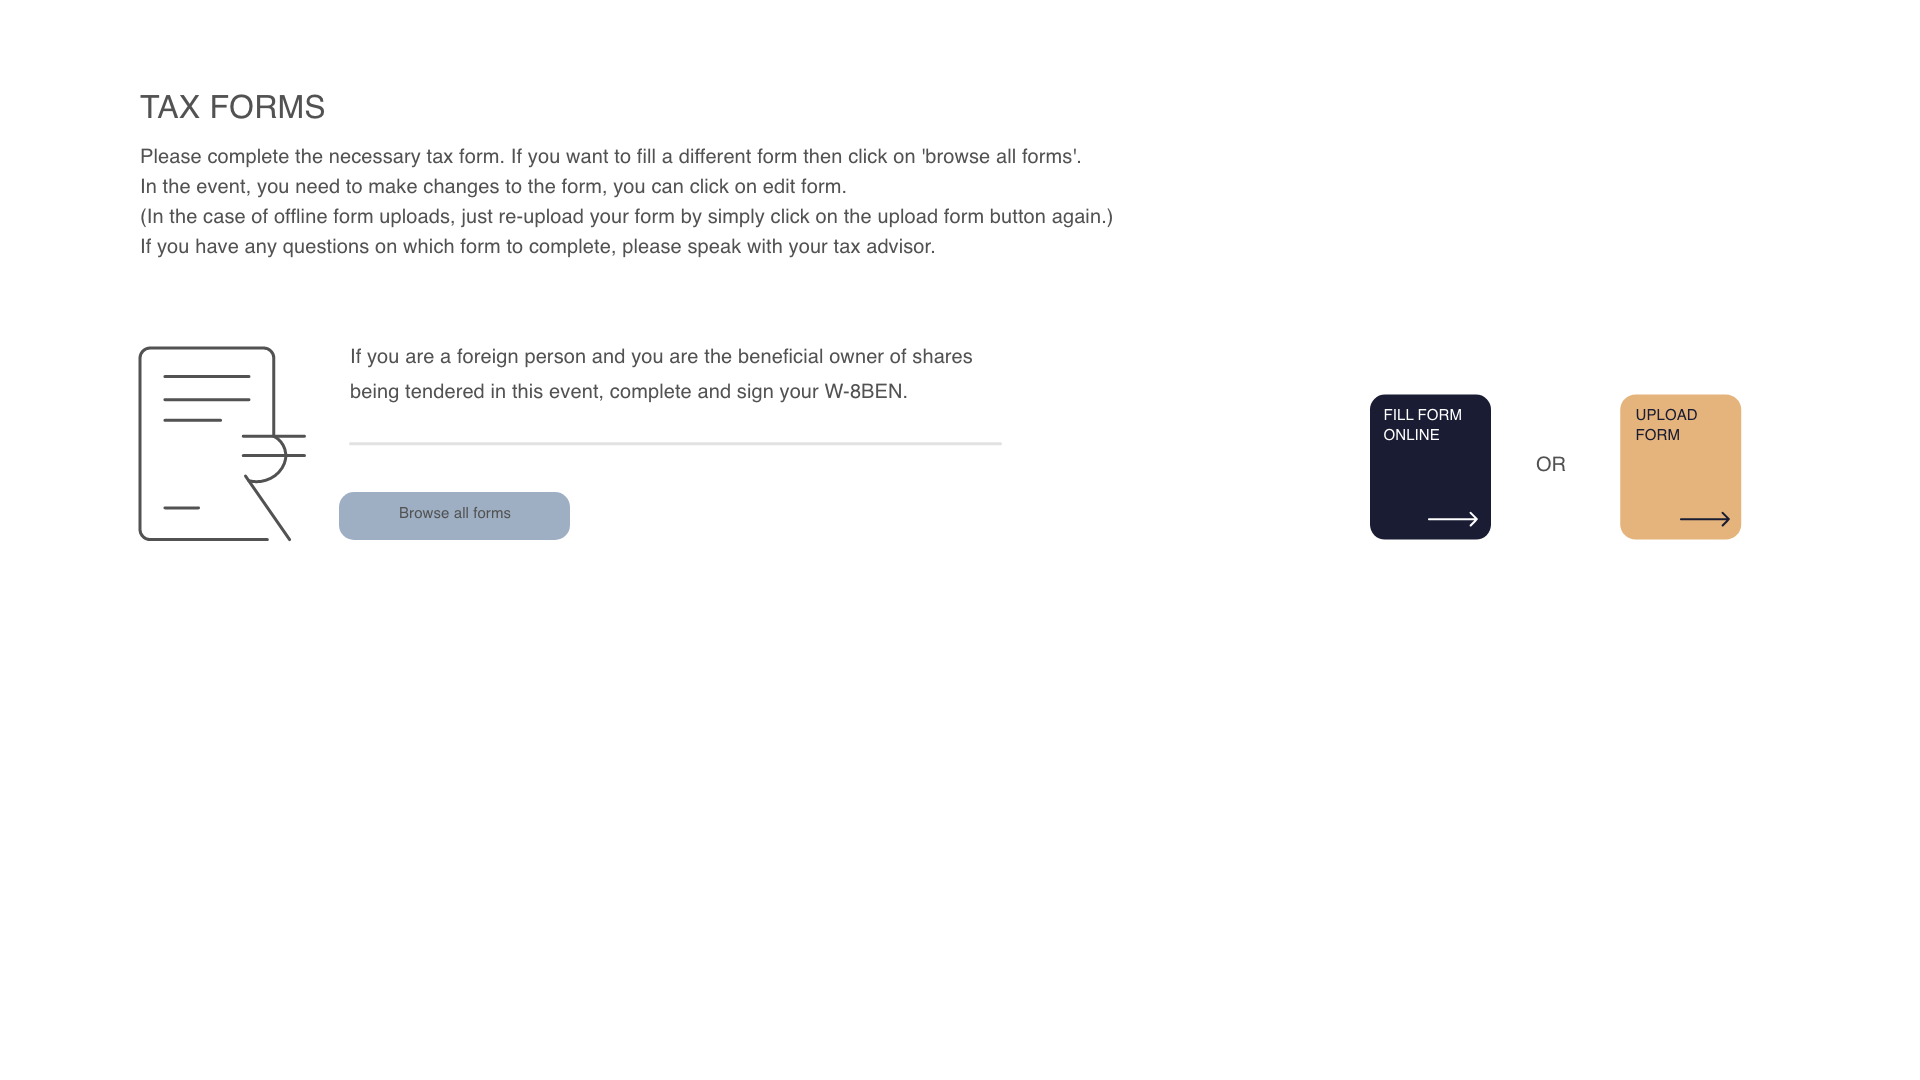 TAX FORMS
Please complete the necessary tax form. If you want to fill a different form then click on 'browse all forms'.
In the event, you need to make changes to the form, you can click on edit form.
(In the case of offline form uploads, just re-upload your form by simply click on the upload form button again.)
If you have any questions on which form to complete, please speak with your tax advisor.
If you are a foreign person and you are the beneficial owner of shares
being tendered in this event, complete and sign your W-8BEN.
Browse all forms
FILL FORM
ONLINE
OR
UPLOAD
FORM